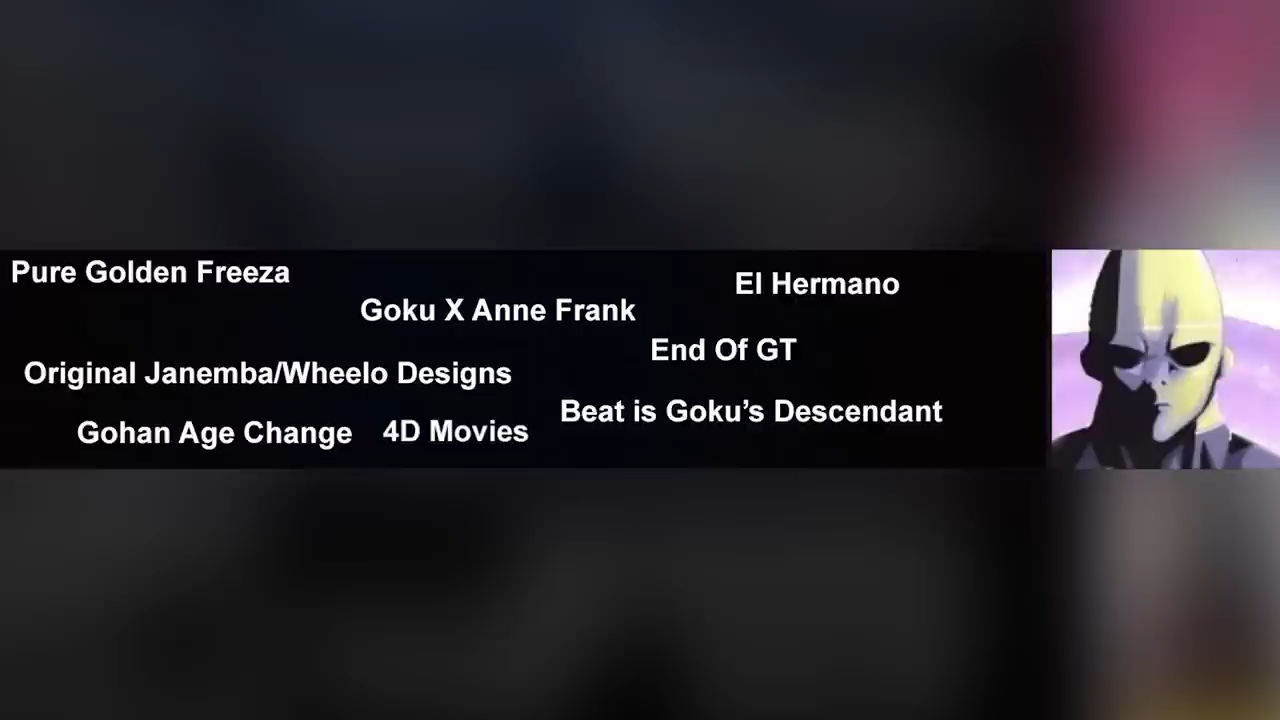 Pure Golden Freeza
El Hermano
Goku X Anne Frank
End Of GT
Original Janemba/Wheelo Designs
Beat is Goku’s Descendant
Gohan Age Change
4D Movies